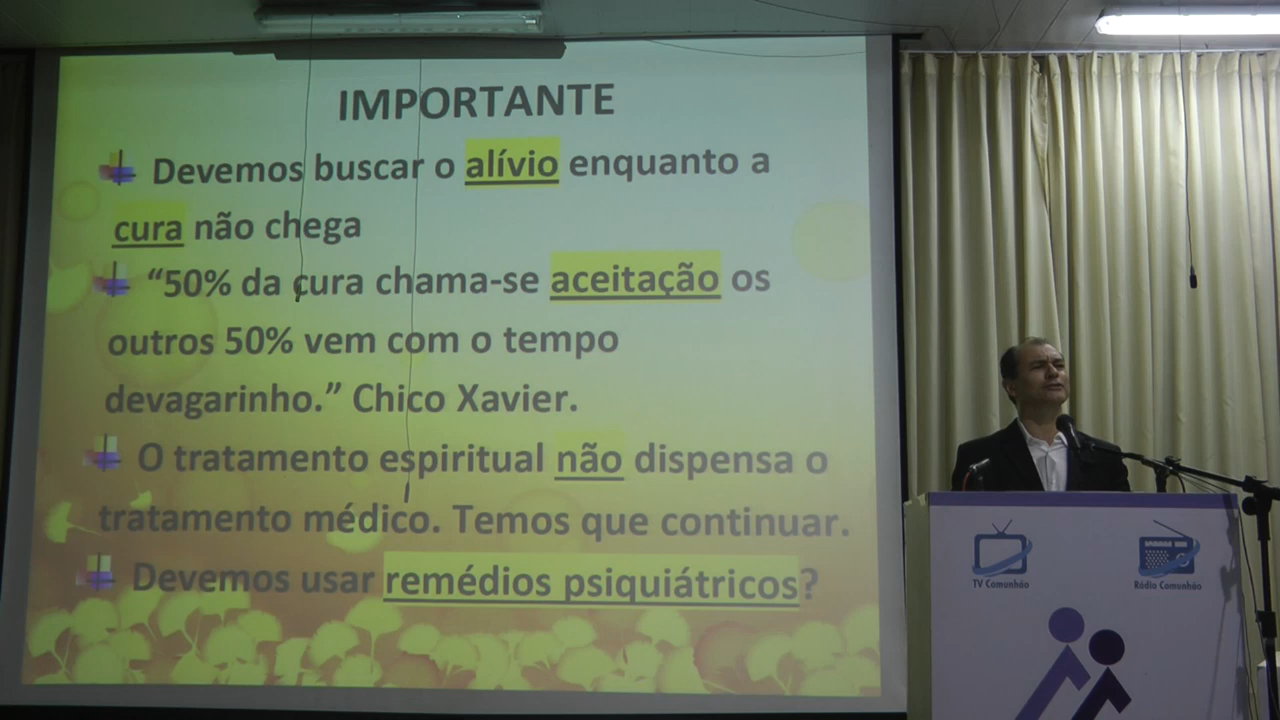 IMPORTANTE
Devemos buscar o alívio enquanto a
cura não chega
“50% da cura chama-se aceitação os
outros 50% vem com o tempo
devagarinho.” Chico Xavier.
O tratamento espiritual não dispensa o
tratamento médico. Temos que continuar.
Devemos usar remédios psiquiátricos?
TV Comunhão
Rádio Comunhão